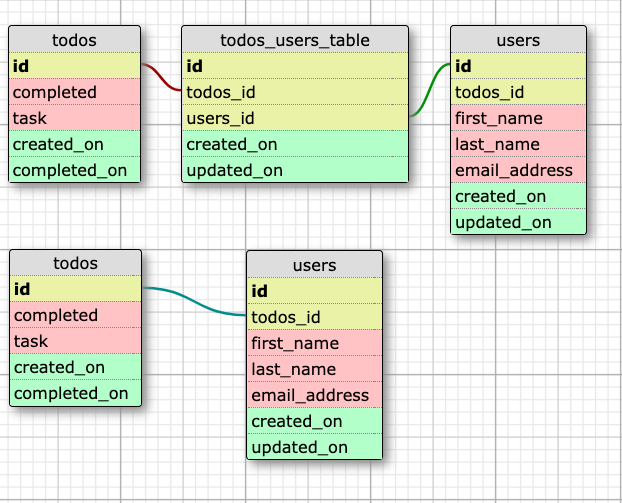 todos
id
completed
task
created_on
completed_on
todos_users_table
id
todos_id
users_id
created_on
updated_on
users
id
todos_id
first_name
last_name
email_address
created_on
updated_on
todos
id
completed
task
created_on
completed_on
users
id
todos_id
first_name
last_name
email_address
created_on
updated_on